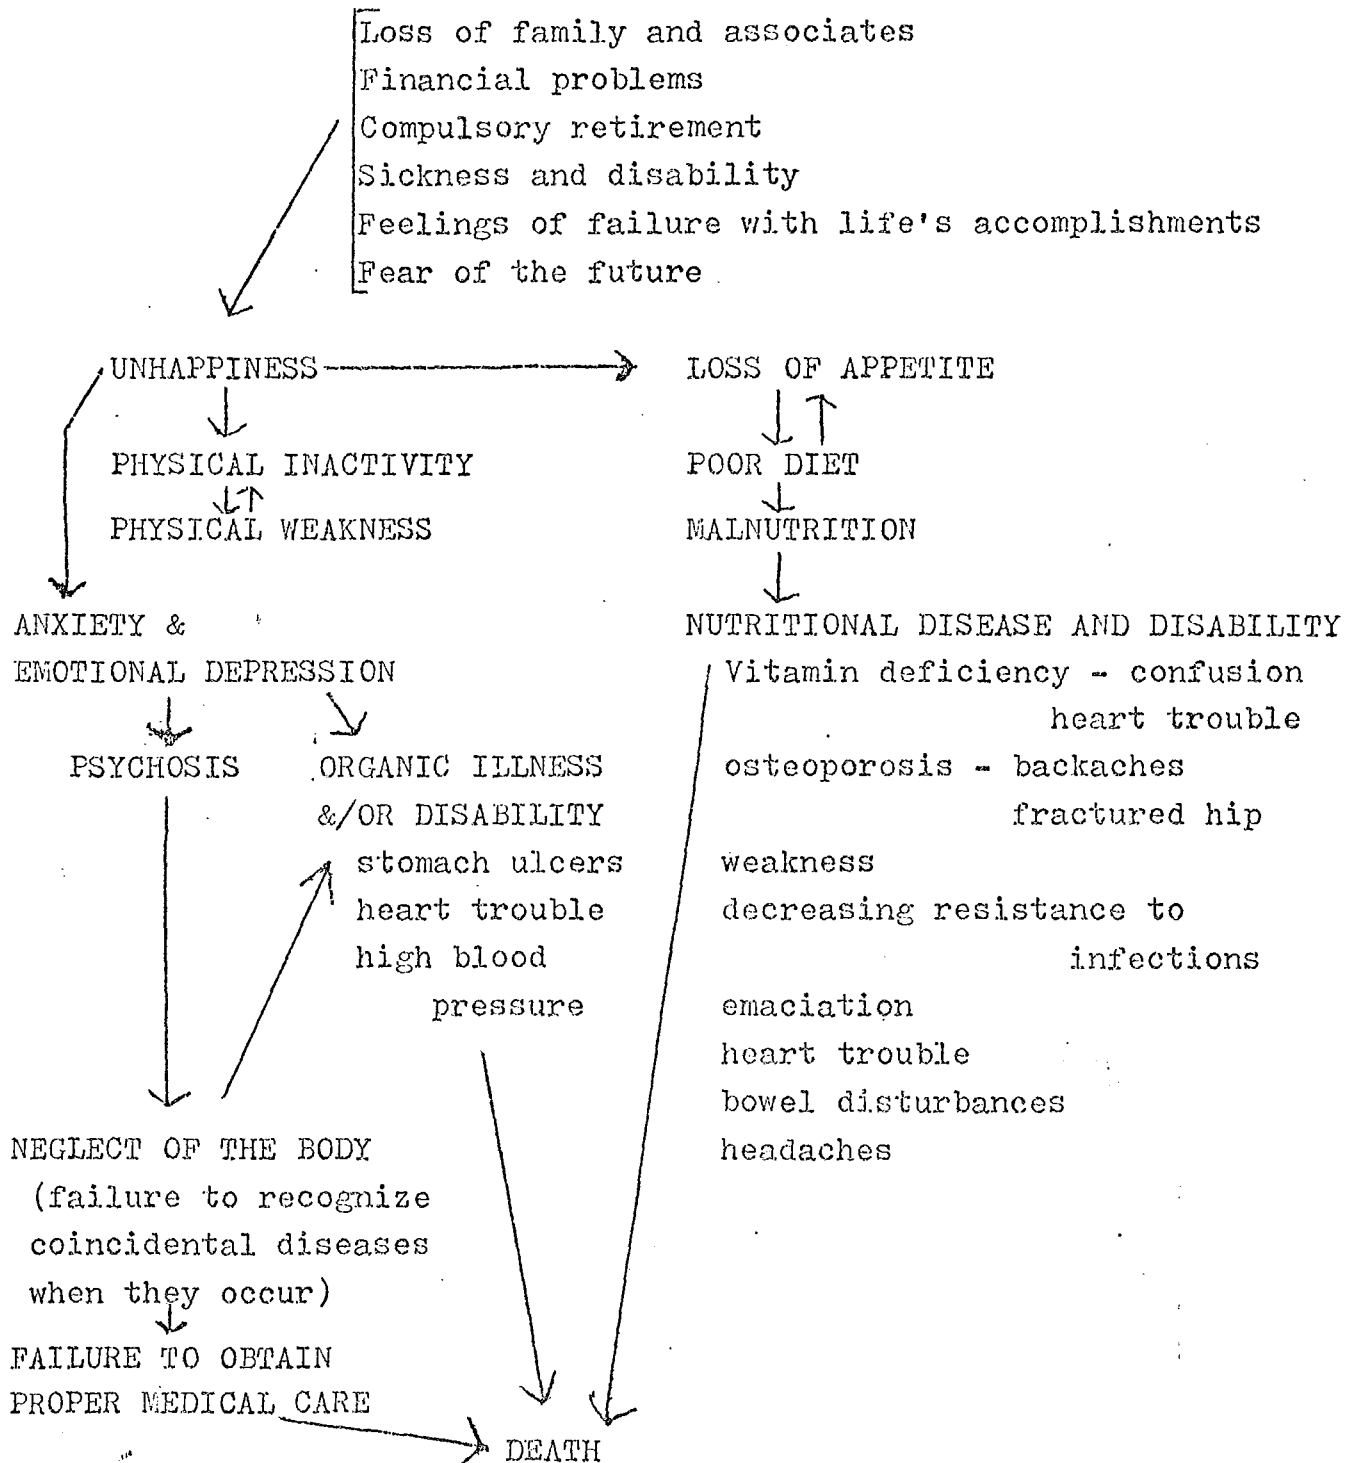 Loss of family and associates
Financial problems
Compulsory retirement
Sickness and disability
Feelings of failure with life's accomplishments
Fear of the future
UNHAPPINESS
LOSS OF APPETITE
PHYSICAL INACTIVITY
POOR DIET
PHYSICAL WEAKNESS
MALNUTRITION
ANXIETY &
EMOTIONAL DEPRESSION
NUTRITIONAL DISEASE AND DISABILITY
Vitamin deficiency - confusion
heart trouble
osteoporosis - backaches
fractured hip
weakness
decreasing resistance to
infections
emaciation
heart trouble
bowel disturbances
headaches
PSYCHOSIS
ORGANIC ILLNESS
&/OR DISABILITY
stomach ulcers
heart trouble
high blood
pressure
NEGLECT OF THE BODY
(failure to recognize
coincidental diseases
when they occur)
FAILURE TO OBTAIN
PROPER MEDICAL CARE
DEATH